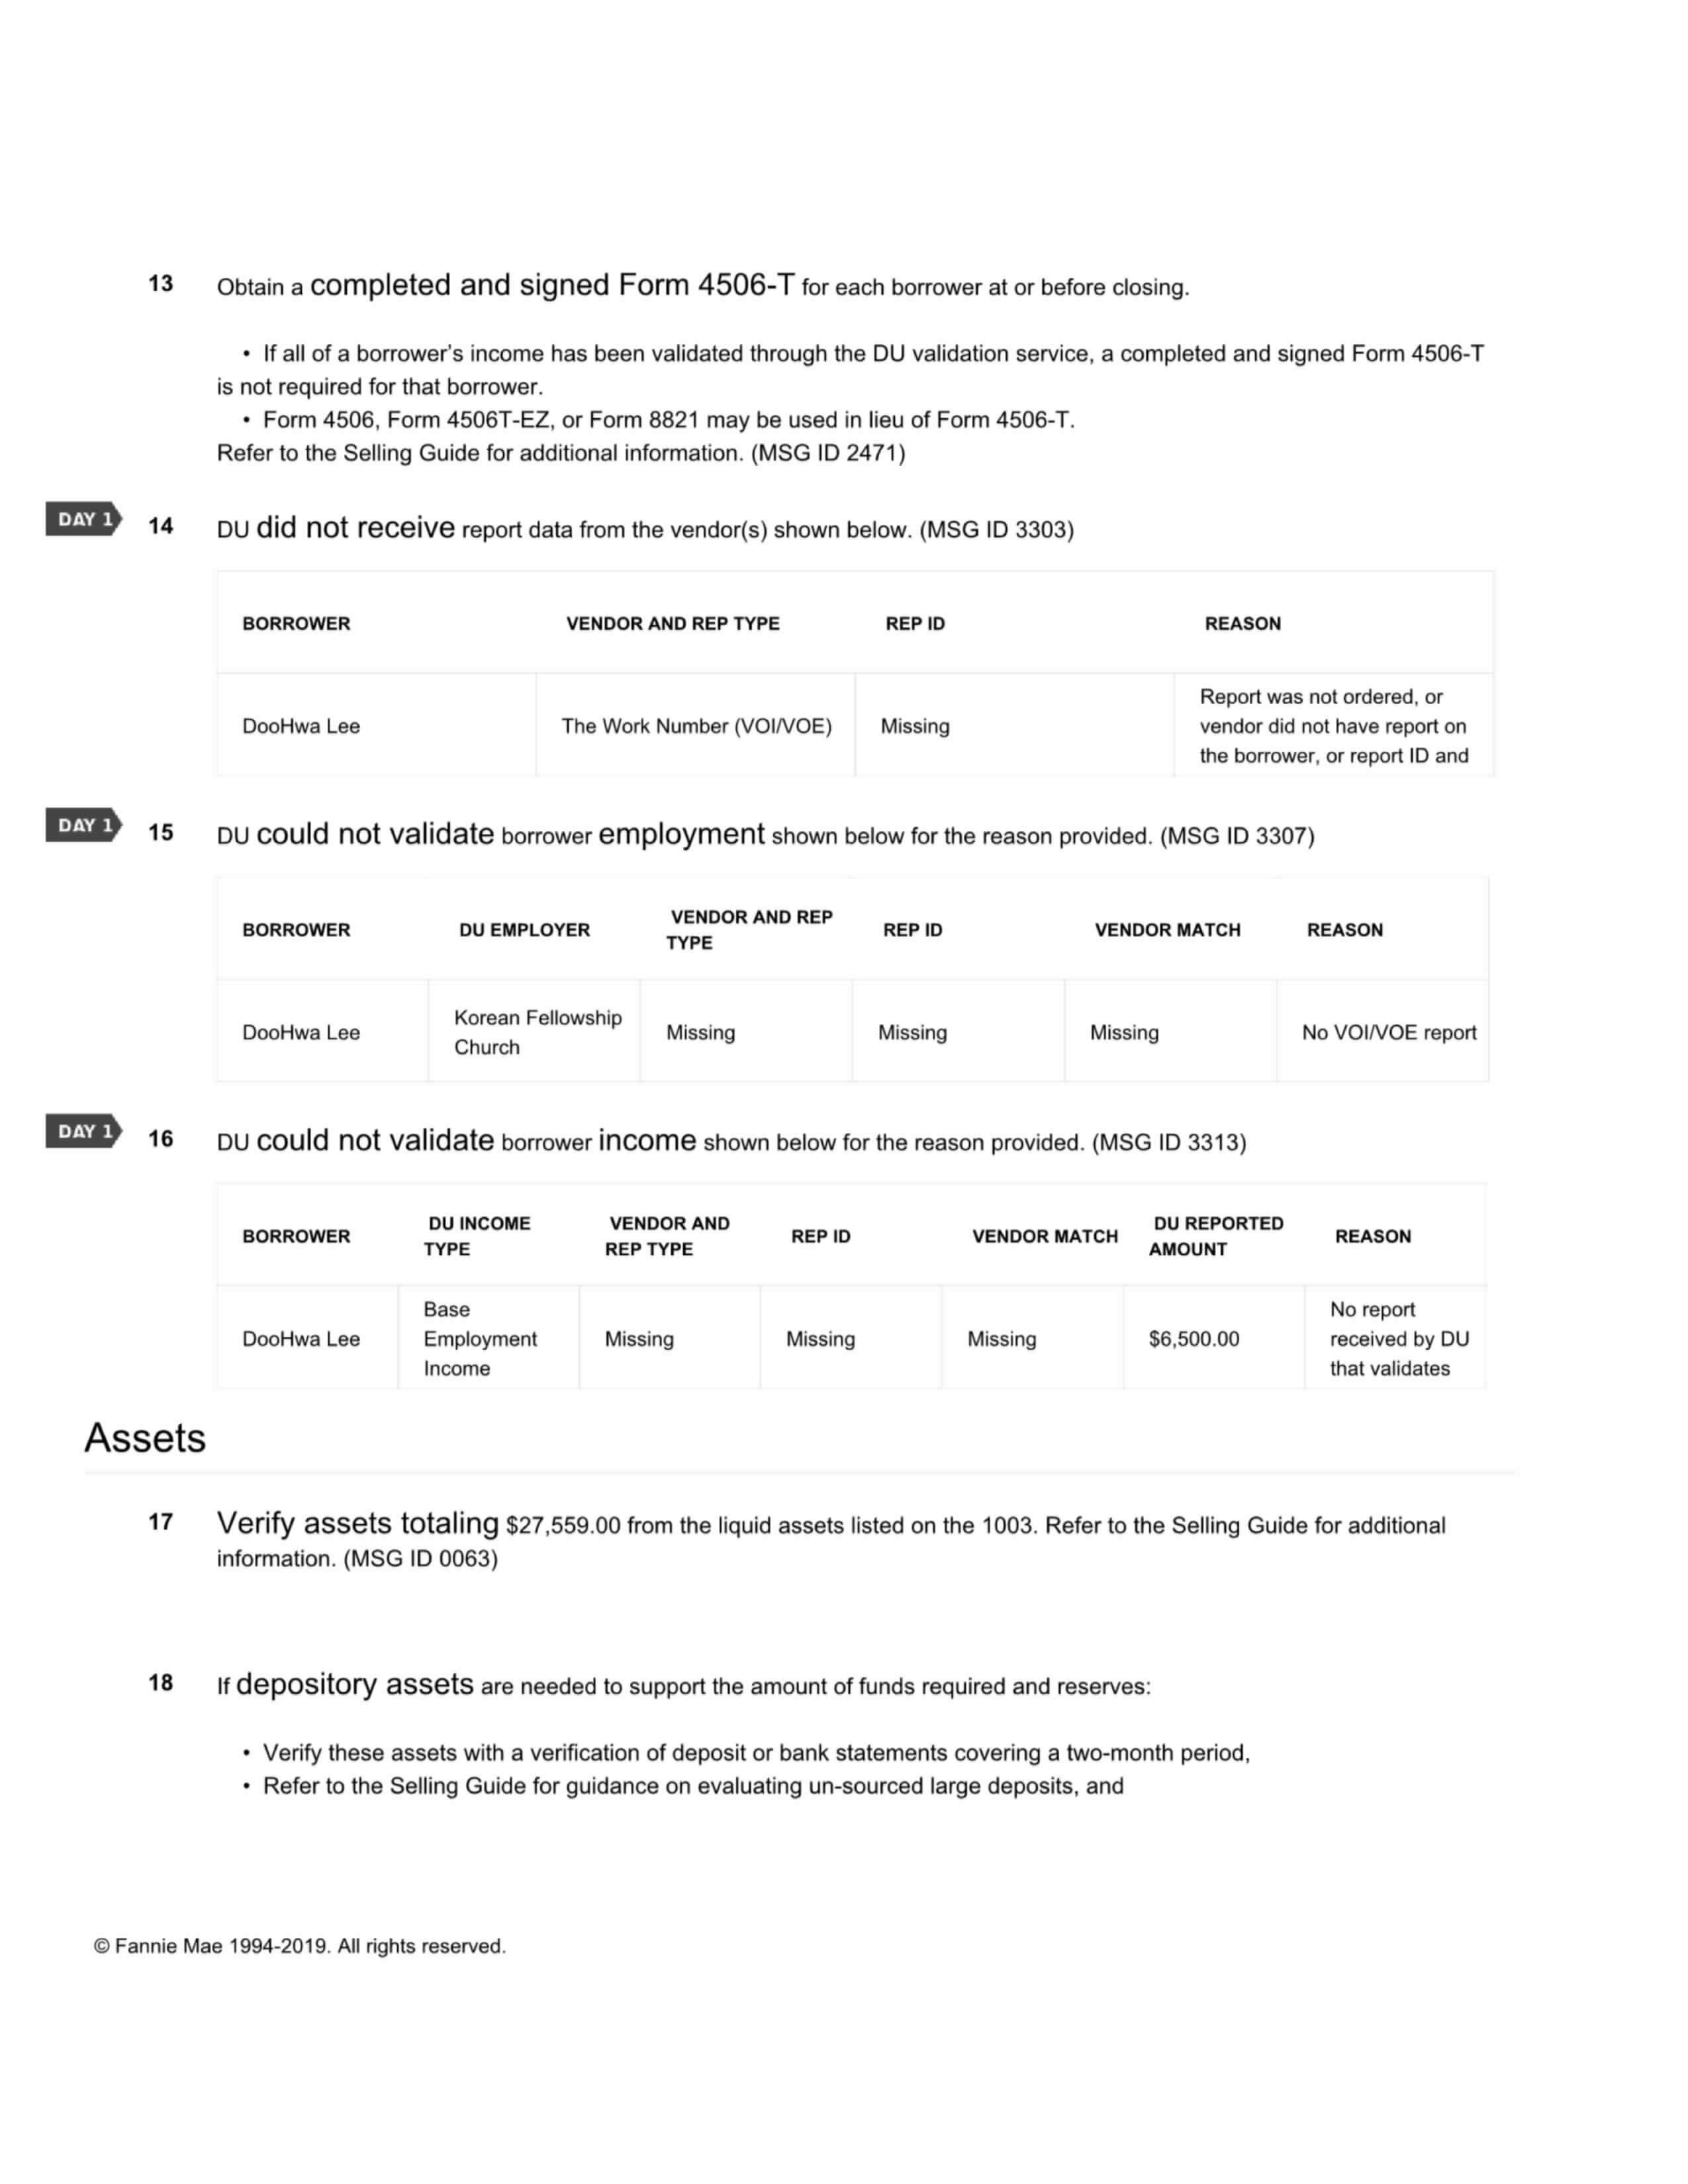 13 Obtain a completed and signed Form 4506-T for each borrower at or before closing.
• If all of a borrower’s income has been validated through the DU validation service, a completed and signed Form 4506-T
is not required for that borrower.
• Form 4506, Form 4506T-EZ, or Form 8821 may be used in lieu of Form 4506-T.
Refer to the Selling Guide for additional information. (MSG ID 2471)
DAY 1 14 DU did not receive report data from the vendor(s) shown below. (MSG ID 3303)
BORROWER VENDOR AND REP TYPE REP ID REASON
DooHwa Lee The Work Number (VOI/VOE) Missing Report was not ordered, or
vendor did not have report on
the borrower, or report ID and
DAY 1 15 DU could not validate borrower employment shown below for the reason provided. (MSG ID 3307)
BORROWER DU EMPLOYER VENDOR AND REP
TYPE REP ID VENDOR MATCH REASON
DooHwa Lee Korean Fellowship
Church Missing Missing Missing No VOI/VOE report
DAY 1 16 DU could not validate borrower income shown below for the reason provided. (MSG ID 3313)
BORROWER DU INCOME
TYPE VENDOR AND
REP TYPE REP ID VENDOR MATCH DU REPORTED
AMOUNT REASON
DooHwa Lee Base
Employment
Income Missing Missing Missing $6,500.00 No report
received by DU
that validates
Assets
17 Verify assets totaling $27,559.00 from the liquid assets listed on the 1003. Refer to the Selling Guide for additional
information. (MSG ID 0063)
18 If depository assets are needed to support the amount of funds required and reserves:
• Verify these assets with a verification of deposit or bank statements covering a two-month period,
• Refer to the Selling Guide for guidance on evaluating un-sourced large deposits, and
© Fannie Mae 1994-2019. All rights reserved.